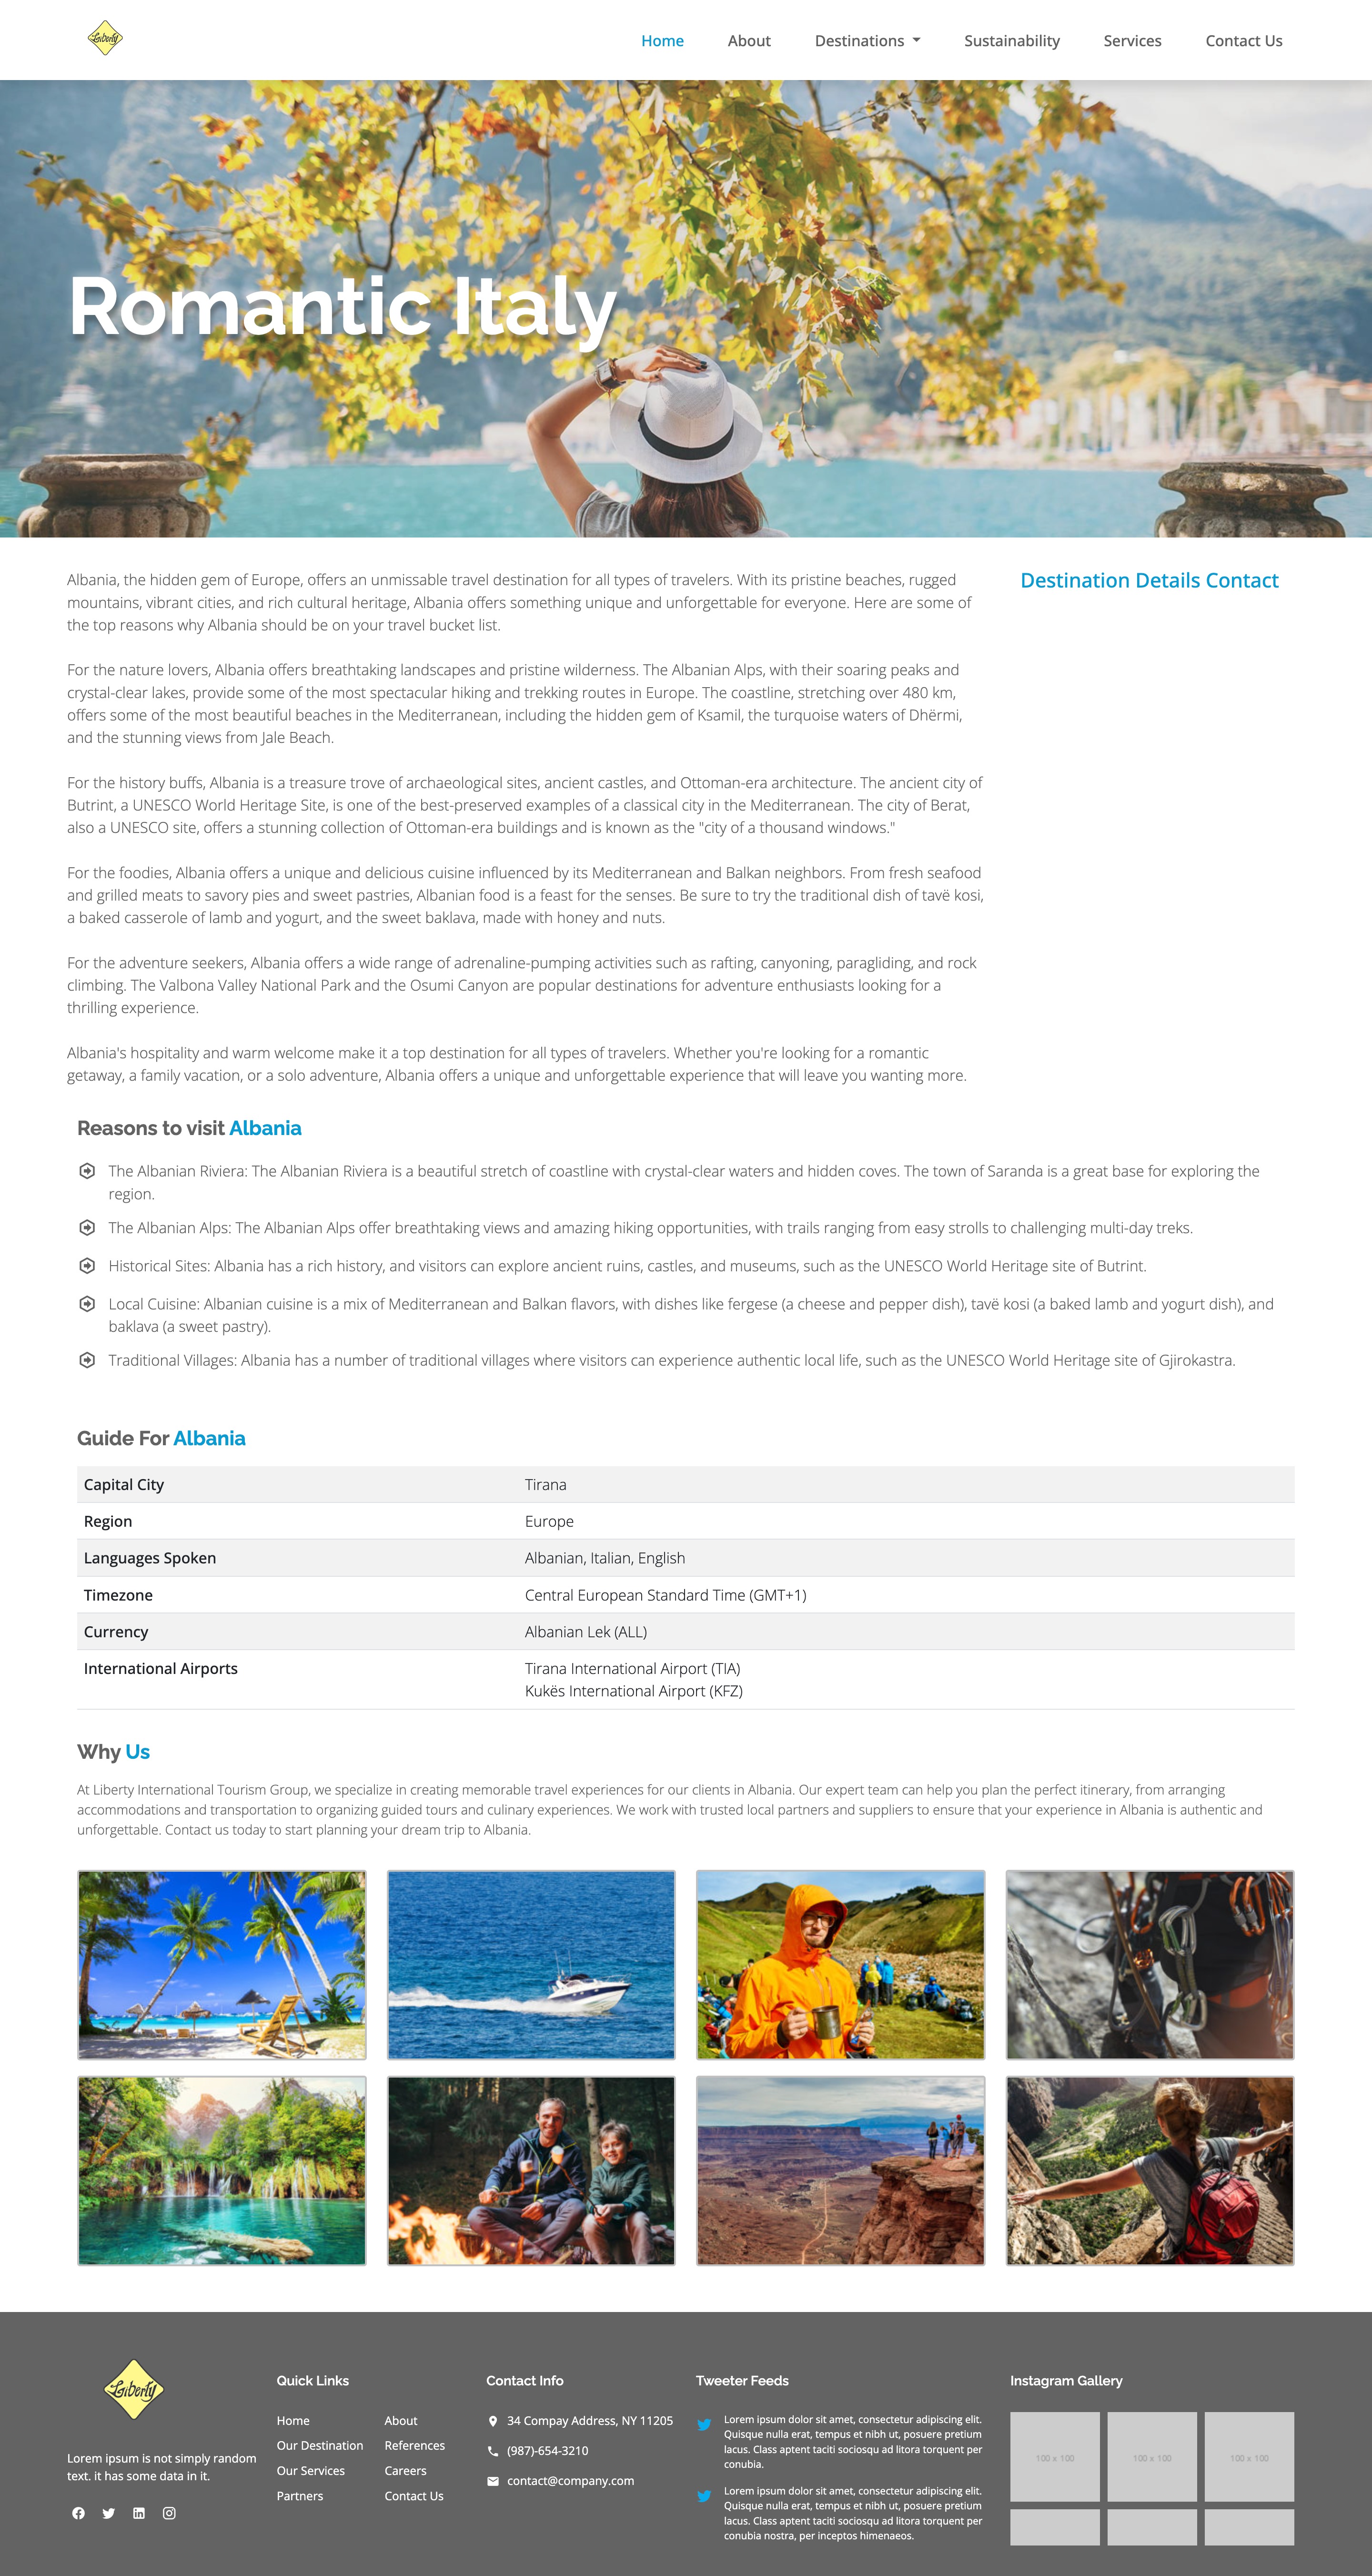 Liberty
Home About Destinations Sustainability Services Contact Us
Romantic Italy
Albania, the hidden gem of Europe, offers an unmissable travel destination for all types of travelers. With its pristine beaches, rugged
mountains, vibrant cities, and rich cultural heritage, Albania offers something unique and unforgettable for everyone. Here are some of
the top reasons why Albania should be on your travel bucket list.
For the nature lovers, Albania offers breathtaking landscapes and pristine wilderness. The Albanian Alps, with their soaring peaks and
crystal-clear lakes, provide some of the most spectacular hiking and trekking routes in Europe. The coastline, stretching over 480 km,
offers some of the most beautiful beaches in the Mediterranean, including the hidden gem of Ksamil, the turquoise waters of Dhërmi,
and the stunning views from Jale Beach.
For the history buffs, Albania is a treasure trove of archaeological sites, ancient castles, and Ottoman-era architecture. The ancient city of
Butrint, a UNESCO World Heritage Site, is one of the best-preserved examples of a classical city in the Mediterranean. The city of Berat,
also a UNESCO site, offers a stunning collection of Ottoman-era buildings and is known as the "city of a thousand windows."
For the foodies, Albania offers a unique and delicious cuisine influenced by its Mediterranean and Balkan neighbors. From fresh seafood
and grilled meats to savory pies and sweet pastries, Albanian food is a feast for the senses. Be sure to try the traditional dish of tavë kosi,
a baked casserole of lamb and yogurt, and the sweet baklava, made with honey and nuts.
For the adventure seekers, Albania offers a wide range of adrenaline-pumping activities such as rafting, canyoning, paragliding, and rock
climbing. The Valbona Valley National Park and the Osumi Canyon are popular destinations for adventure enthusiasts looking for a
thrilling experience.
Albania's hospitality and warm welcome make it a top destination for all types of travelers. Whether you're looking for a romantic
getaway, a family vacation, or a solo adventure, Albania offers a unique and unforgettable experience that will leave you wanting more.
Destination Details Contact
Reasons to visit Albania
The Albanian Riviera: The Albanian Riviera is a beautiful stretch of coastline with crystal-clear waters and hidden coves. The town of Saranda is a great base for exploring the
region.
The Albanian Alps: The Albanian Alps offer breathtaking views and amazing hiking opportunities, with trails ranging from easy strolls to challenging multi-day treks.
Historical Sites: Albania has a rich history, and visitors can explore ancient ruins, castles, and museums, such as the UNESCO World Heritage site of Butrint.
Local Cuisine: Albanian cuisine is a mix of Mediterranean and Balkan flavors, with dishes like fergese (a cheese and pepper dish), tavë kosi (a baked lamb and yogurt dish), and
baklava (a sweet pastry).
Traditional Villages: Albania has a number of traditional villages where visitors can experience authentic local life, such as the UNESCO World Heritage site of Gjirokastra.
Guide For Albania
Capital City Tirana
Region Europe
Languages Spoken Albanian, Italian, English
Timezone Central European Standard Time (GMT+1)
Currency Albanian Lek (ALL)
International Airports Tirana International Airport (TIA)
Kukës International Airport (KFZ)
Why Us
At Liberty International Tourism Group, we specialize in creating memorable travel experiences for our clients in Albania. Our expert team can help you plan the perfect itinerary, from arranging
accommodations and transportation to organizing guided tours and culinary experiences. We work with trusted local partners and suppliers to ensure that your experience in Albania is authentic and
unforgettable. Contact us today to start planning your dream trip to Albania.
Liberty
Lorem ipsum is not simply random
text. it has some data in it.
Quick Links
Home About
Our Destination References
Our Services Careers
Partners Contact Us
Contact Info
34 Compay Address, NY 11205
(987)-654-3210
contact@company.com
Tweeter Feeds
Lorem ipsum dolor sit amet, consectetur adipiscing elit.
Quisque nulla erat, tempus et nibh ut, posuere pretium
lacus. Class aptent taciti sociosqu ad litora torquent per
conubia.
Lorem ipsum dolor sit amet, consectetur adipiscing elit.
Quisque nulla erat, tempus et nibh ut, posuere pretium
lacus. Class aptent taciti sociosqu ad litora torquent per
conubia nostra, per inceptos himenaeos.
Instagram Gallery
100 x 100 100 x 100 100 x 100